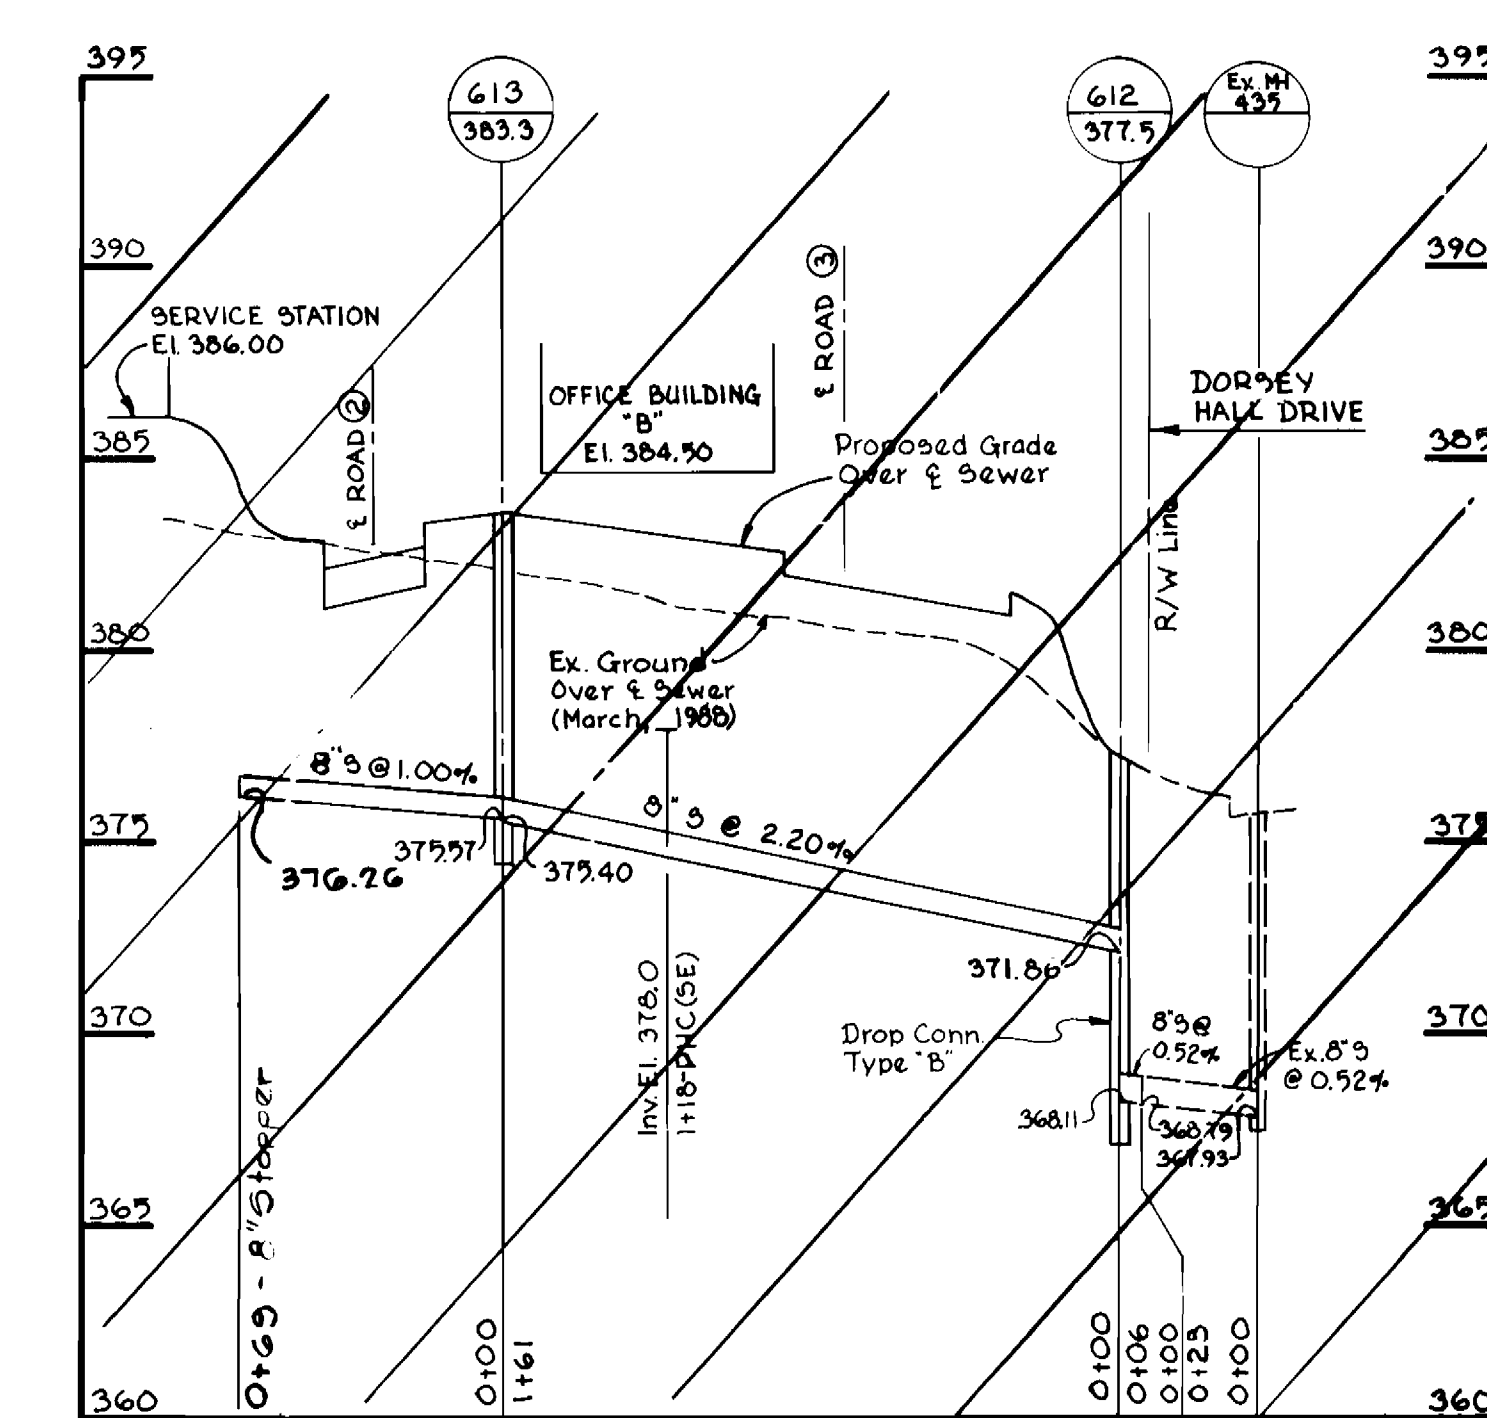 395
395
613
383.3
612
377.5
Ex. MH
435
390
390
SERVICE STATION
El. 386.00
℄ ROAD 2
OFFICE BUILDING
"B"
El. 384.50
℄ ROAD 3
DORSEY
HALL DRIVE
385
385
Proposed Grade
Over ℄ Sewer
R/W Line
380
380
Ex. Ground
Over ℄ Sewer
(March, 1988)
8"S @ 1.00%
8"S @ 2.20%
375
375
376.26
375.57
375.40
371.86
Inv. El. 378.0
1+18-PHC(SE)
370
370
Drop Conn.
Type "B"
8"S @
0.52%
Ex. 8"S
@ 0.52%
368.11
368.79
367.93
365
365
0+69 - 8" Stopper
0+00
1+61
0+00
0+06
0+00
0+23
0+00
360
360